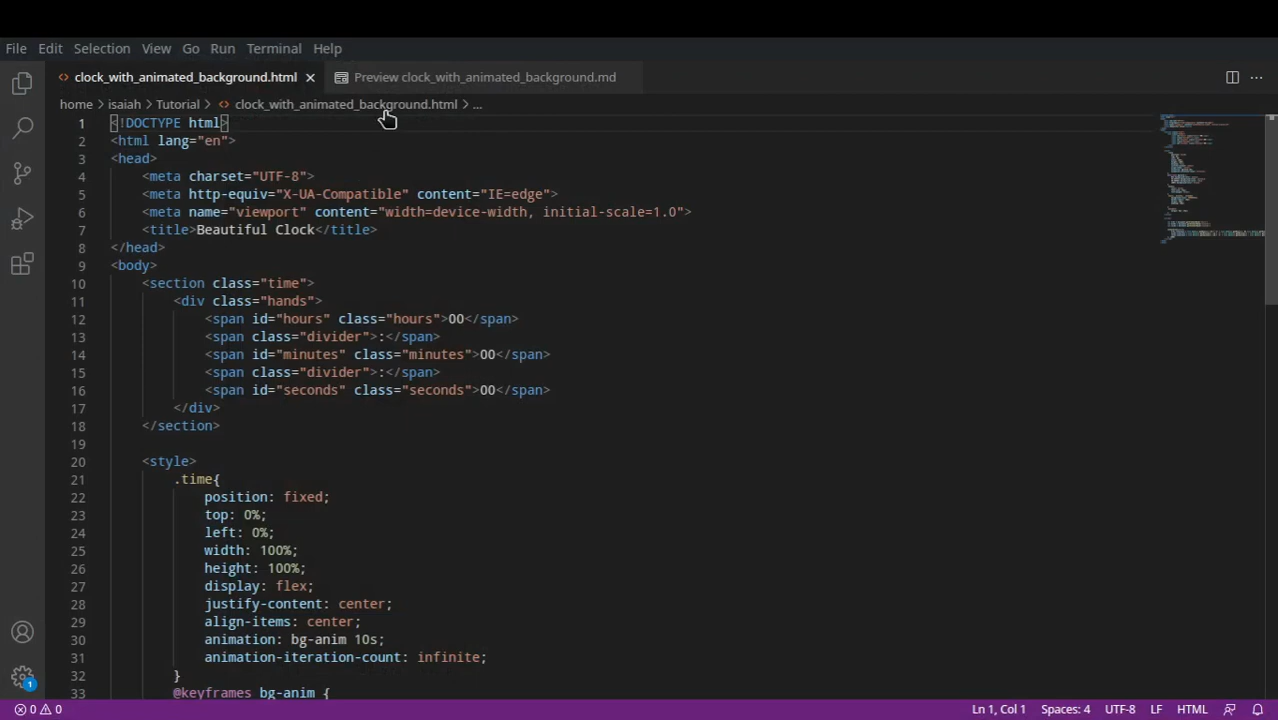 File Edit Selection View Go Run Terminal Help
<> clock_with_animated_background.html × Preview clock_with_animated_background.md ...
home > isaiah > Tutorial > <> clock_with_animated_background.html > ...
1 <!DOCTYPE html>
2 <html lang="en">
3 <head>
4 <meta charset="UTF-8">
5 <meta http-equiv="X-UA-Compatible" content="IE=edge">
6 <meta name="viewport" content="width=device-width, initial-scale=1.0">
7 <title>Beautiful Clock</title>
8 </head>
9 <body>
10 <section class="time">
11 <div class="hands">
12 <span id="hours" class="hours">00</span>
13 <span class="divider">:</span>
14 <span id="minutes" class="minutes">00</span>
15 <span class="divider">:</span>
16 <span id="seconds" class="seconds">00</span>
17 </div>
18 </section>
19
20 <style>
21 .time{
22 position: fixed;
23 top: 0%;
24 left: 0%;
25 width: 100%;
26 height: 100%;
27 display: flex;
28 justify-content: center;
29 align-items: center;
30 animation: bg-anim 10s;
31 animation-iteration-count: infinite;
32 }
33 @keyframes bg-anim {
1
0 0 Ln 1, Col 1 Spaces: 4 UTF-8 LF HTML